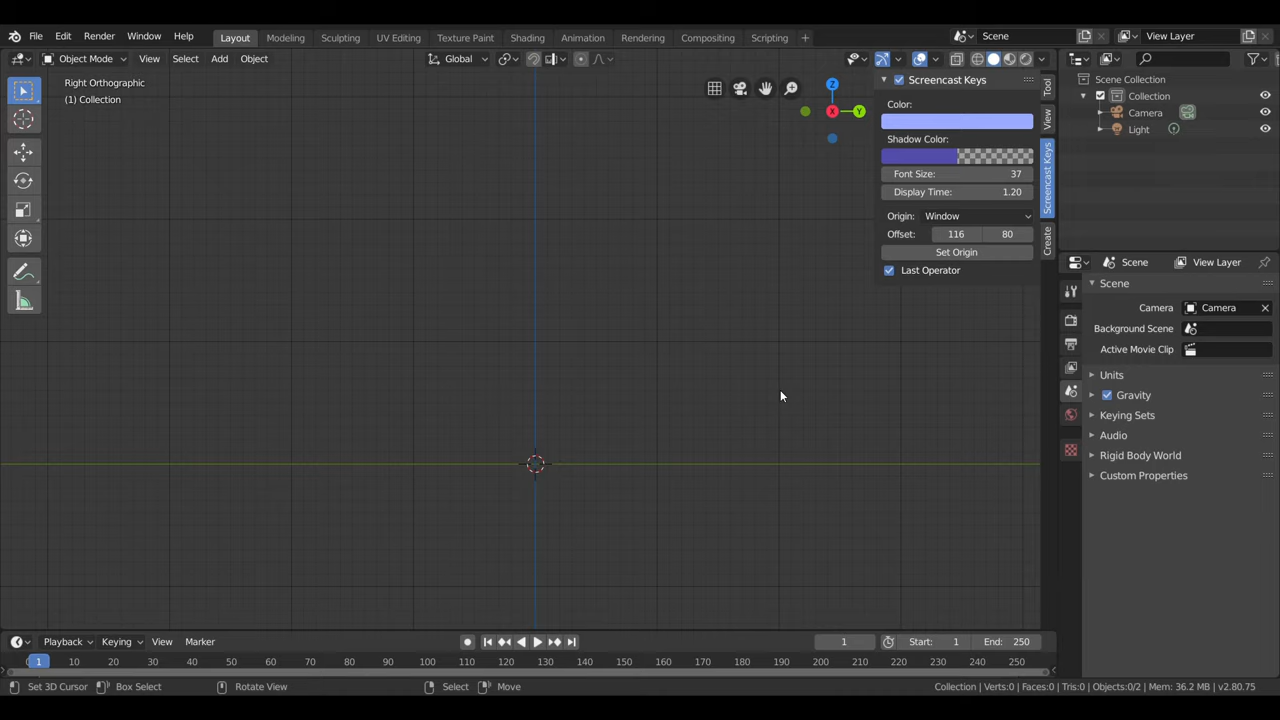 File Edit Render Window Help Layout Modeling Sculpting UV Editing Texture Paint Shading Animation Rendering Compositing Scripting + Scene View Layer
Object Mode View Select Add Object Global
Right Orthographic
(1) Collection
Z
X
Y
Screencast Keys
Color:
Shadow Color:
Font Size: 37
Display Time: 1.20
Origin: Window
Offset: 116 80
Set Origin
Last Operator
Tool
View
Screencast Keys
Create
Scene Collection
Collection
Camera
Light
Scene View Layer
Scene
Camera Camera
Background Scene
Active Movie Clip
Units
Gravity
Keying Sets
Audio
Rigid Body World
Custom Properties
Playback Keying View Marker 1 Start: 1 End: 250
1 10 20 30 40 50 60 70 80 90 100 110 120 130 140 150 160 170 180 190 200 210 220 230 240 250
Set 3D Cursor Box Select Rotate View Select Move Collection | Verts:0 | Faces:0 | Tris:0 | Objects:0/2 | Mem: 36.2 MB | v2.80.75